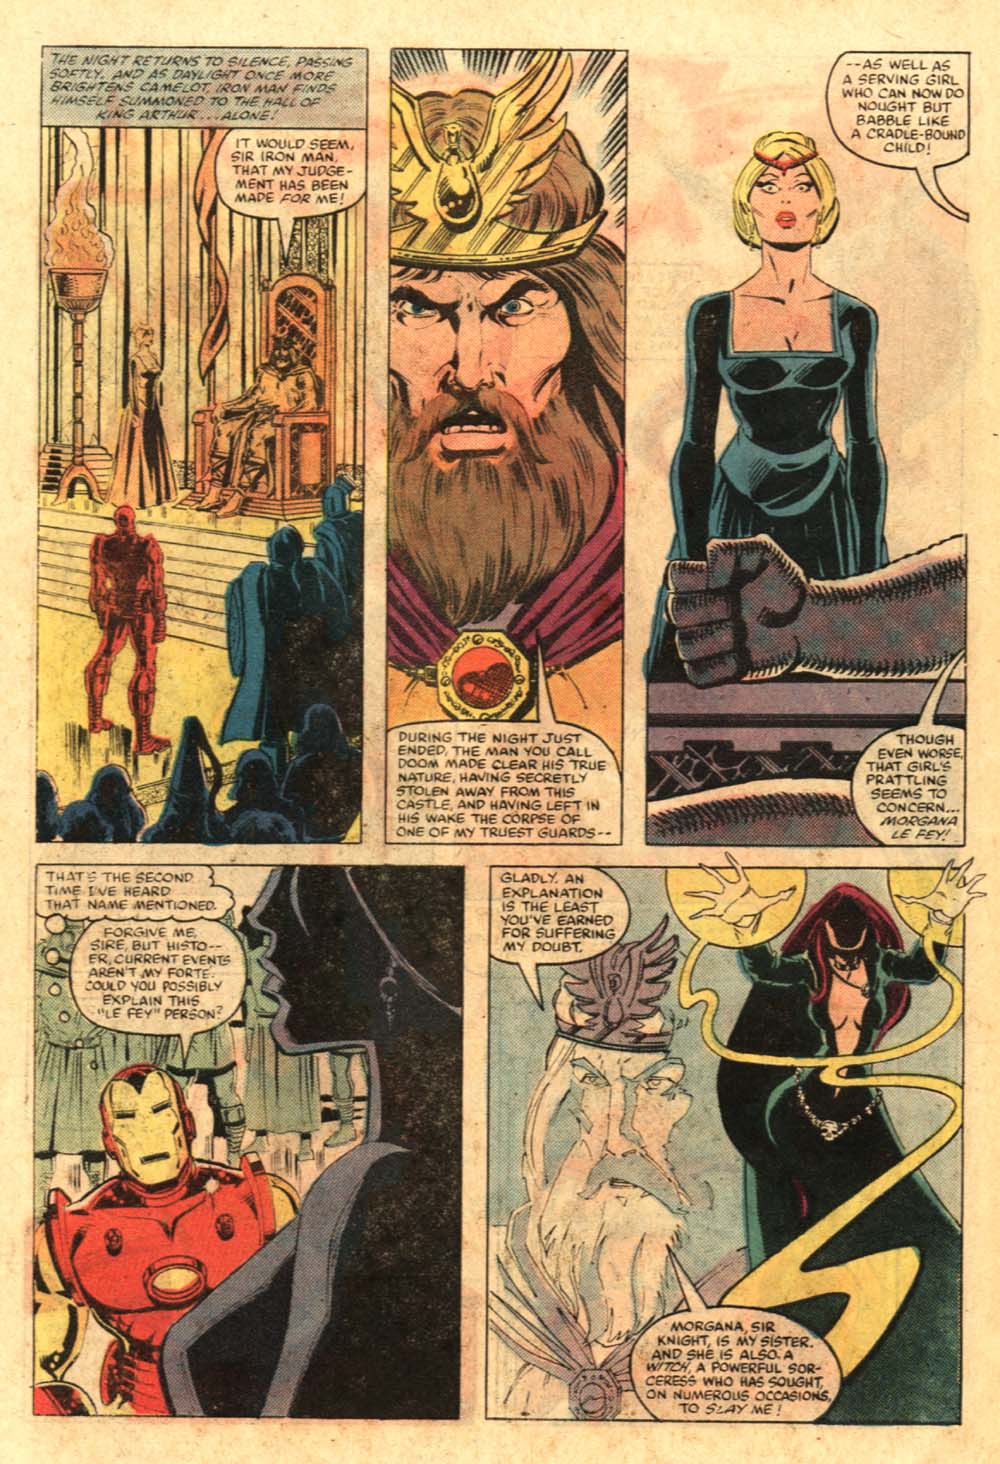 THE NIGHT RETURNS TO SILENCE, PASSING
SOFTLY, AND AS DAYLIGHT ONCE MORE
BRIGHTENS CAMELOT, IRON MAN FINDS
HIMSELF SUMMONED TO THE HALL OF
KING ARTHUR...ALONE!
IT WOULD SEEM,
SIR IRON MAN,
THAT MY JUDGE-
MENT HAS BEEN
MADE FOR ME!
DURING THE NIGHT JUST
ENDED, THE MAN YOU CALL
DOOM MADE CLEAR HIS TRUE
NATURE, HAVING SECRETLY
STOLEN AWAY FROM THIS
CASTLE, AND HAVING LEFT IN
HIS WAKE THE CORPSE OF
ONE OF MY TRUEST GUARDS--
--AS WELL AS
A SERVING GIRL
WHO CAN NOW DO
NOUGHT BUT
BABBLE LIKE
A CRADLE-BOUND
CHILD!
THOUGH
EVEN WORSE,
THAT GIRL'S
PRATTLING
SEEMS TO
CONCERN...
MORGANA
LE FEY!
THAT'S THE SECOND
TIME I'VE HEARD
THAT NAME MENTIONED.
FORGIVE ME,
SIRE, BUT HISTO--
ER, CURRENT EVENTS
AREN'T MY FORTE.
COULD YOU POSSIBLY
EXPLAIN THIS
"LE FEY" PERSON?
GLADLY. AN
EXPLANATION
IS THE LEAST
YOU'VE EARNED
FOR SUFFERING
MY DOUBT.
MORGANA, SIR
KNIGHT, IS MY SISTER.
AND SHE IS ALSO A
WITCH, A POWERFUL SOR-
CERESS WHO HAS SOUGHT,
ON NUMEROUS OCCASIONS,
TO SLAY ME!